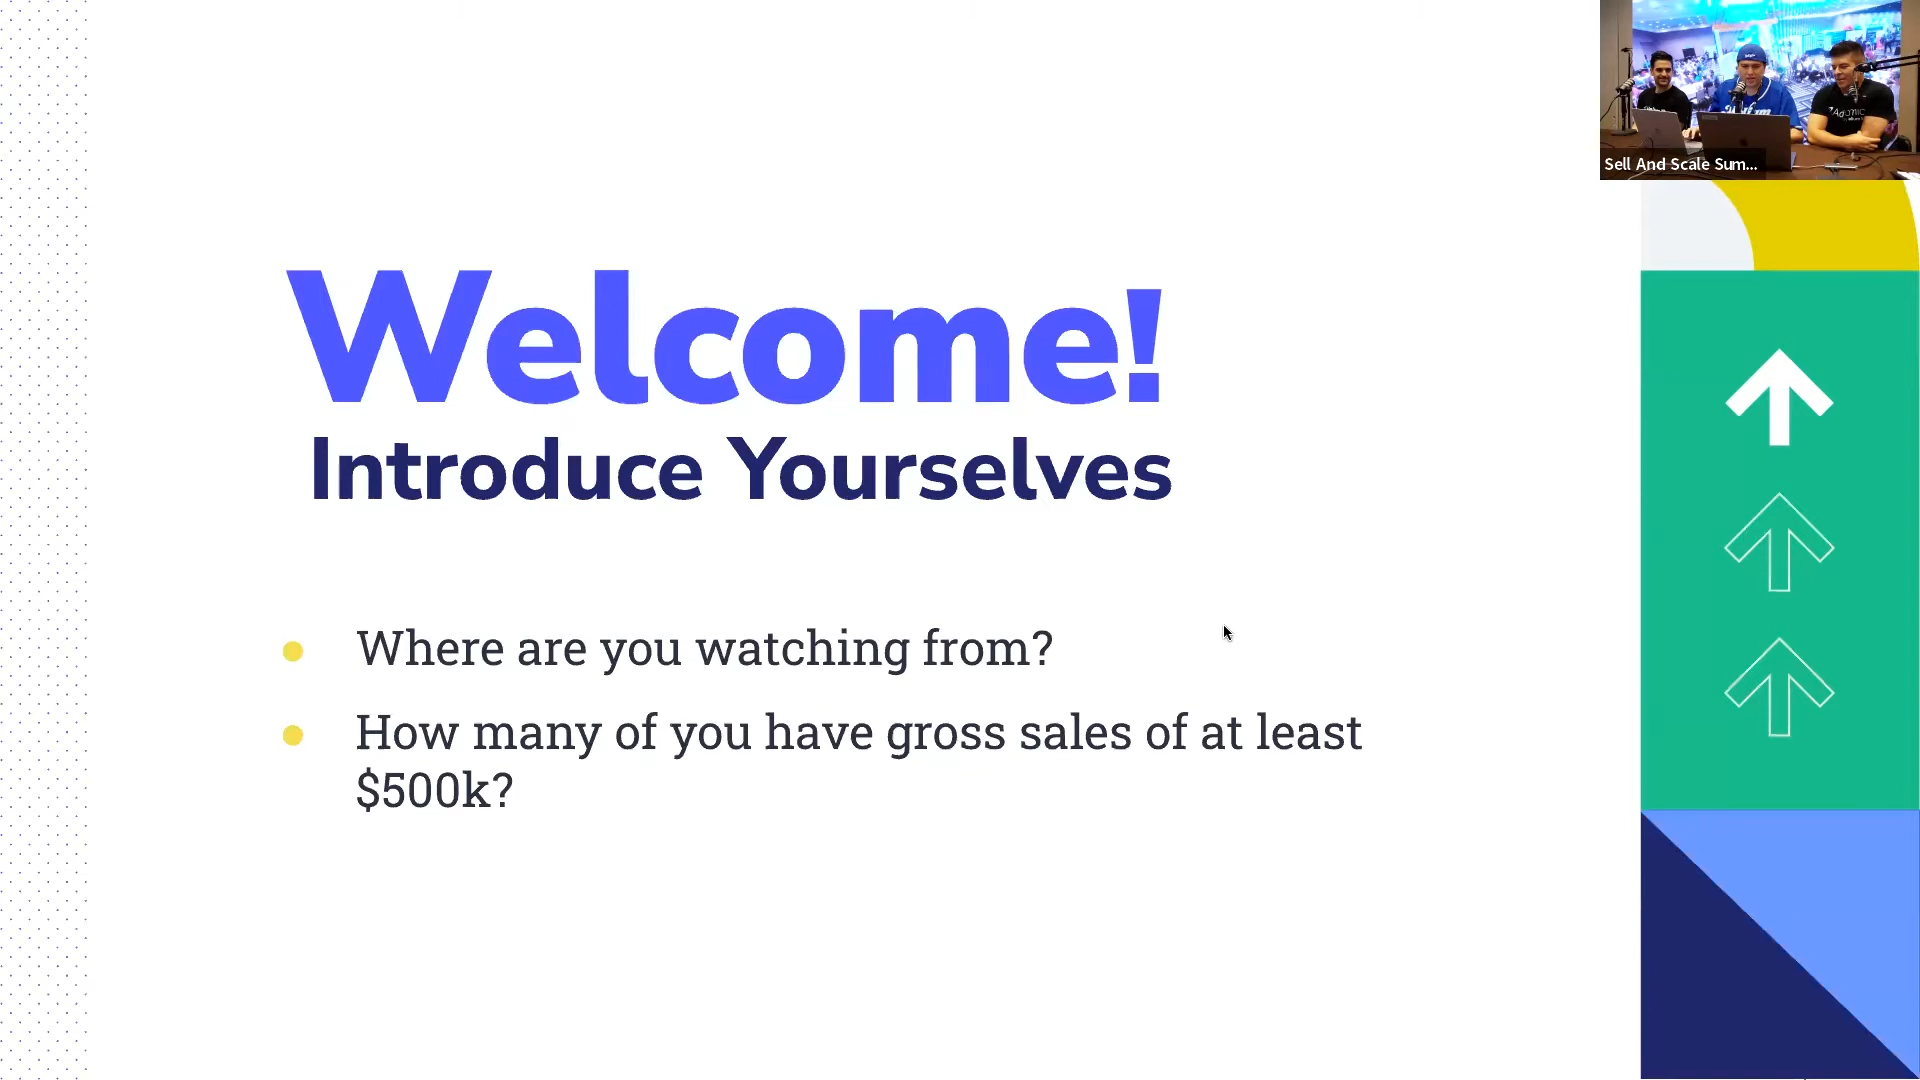 Sell And Scale Sum...
Welcome!
Introduce Yourselves
Where are you watching from?
How many of you have gross sales of at least
$500k?